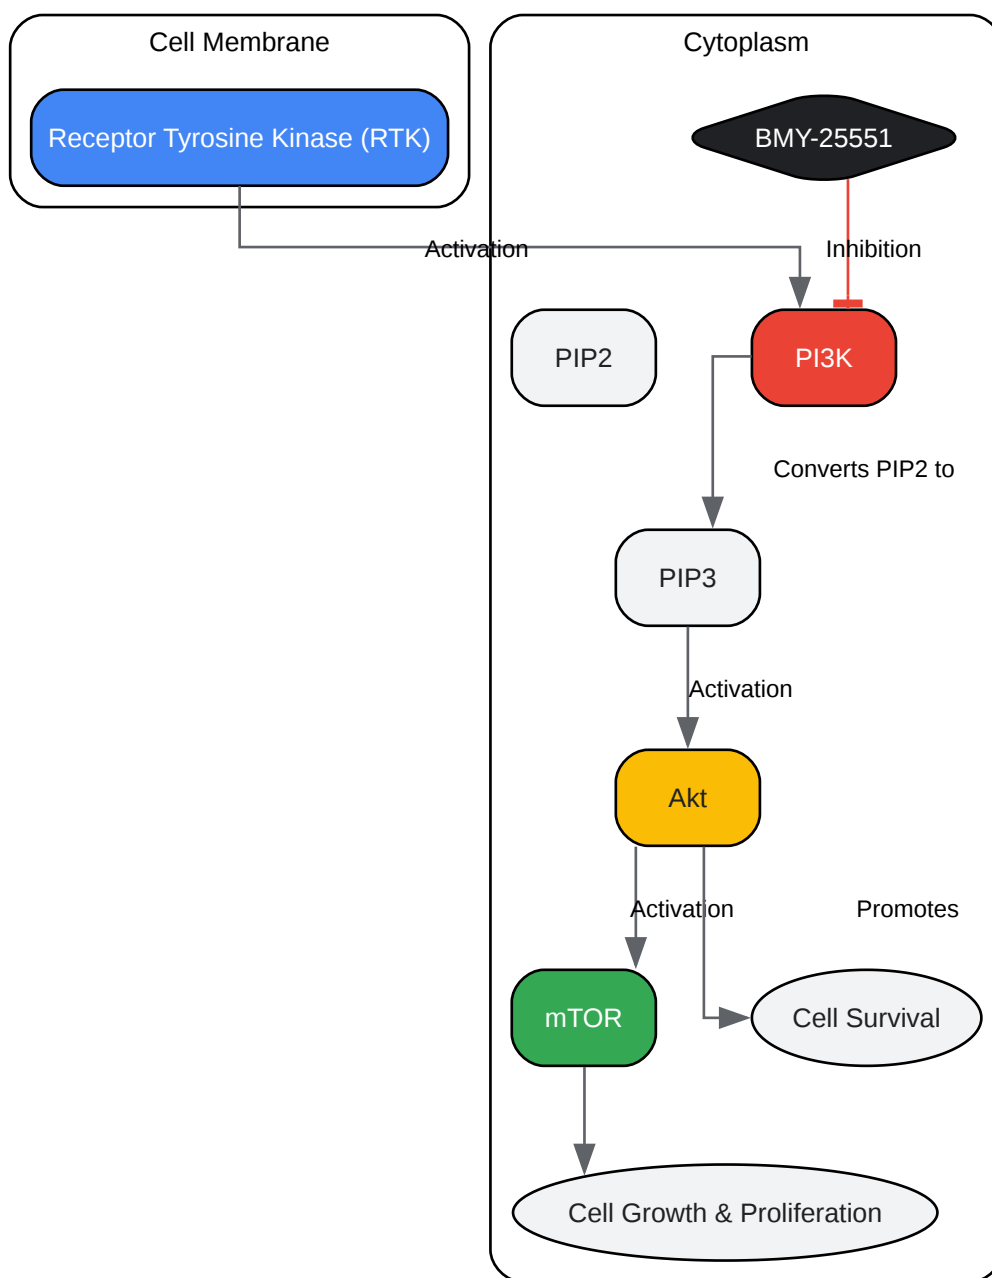 Cell Membrane
Cytoplasm
Receptor Tyrosine Kinase (RTK)
BMY-25551
Activation
Inhibition
PIP2
PI3K
Converts PIP2 to
PIP3
Activation
Akt
Activation
Promotes
mTOR
Cell Survival
Cell Growth & Proliferation